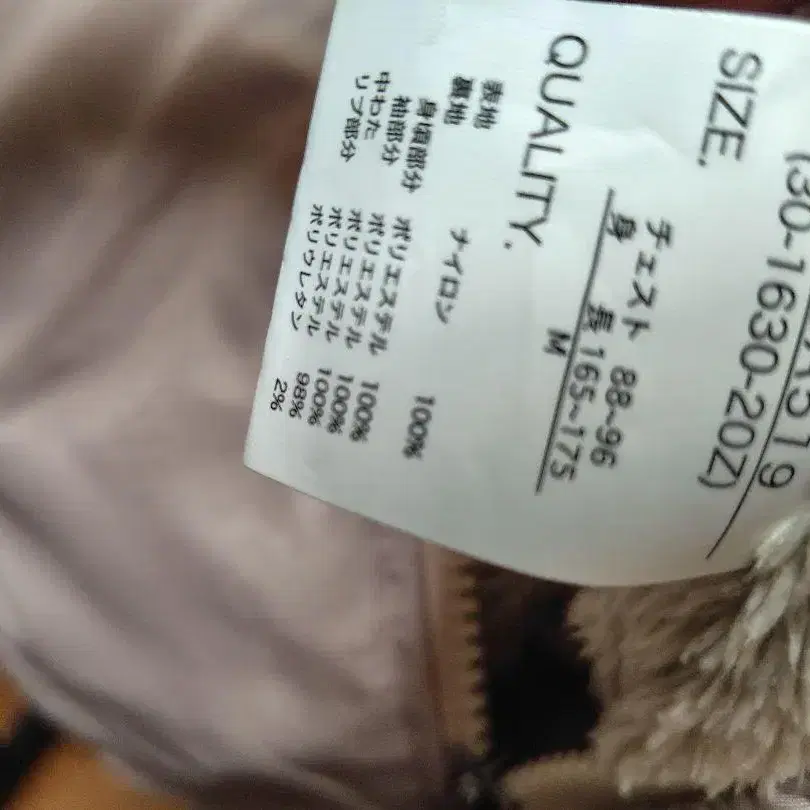 519
(30-1630-20Z)
SIZE.
チェスト 88~96
身 長 165~175
M
QUALITY.
表地 ナイロン 100%
裏地
身頃部分 ポリエステル 100%
袖部分 ポリエステル 100%
中わた ポリエステル 100%
リブ部分 ポリエステル 98%
ポリウレタン 2%